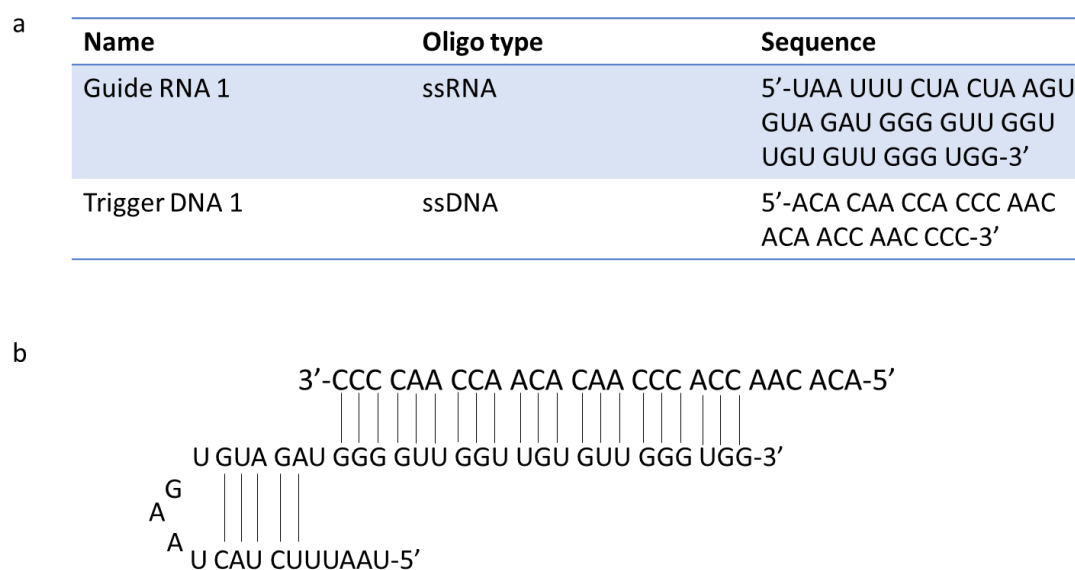 a
Name Oligo type Sequence
Guide RNA 1 ssRNA 5’-UAA UUU CUA CUA AGU
GUA GAU GGG GUU GGU
UGU GUU GGG UGG-3’
Trigger DNA 1 ssDNA 5’-ACA CAA CCA CCC AAC
ACA ACC AAC CCC-3’
b
3’-CCC CAA CCA ACA CAA CCC ACC AAC ACA-5’
U GUA GAU GGG GUU GGU UGU GUU GGG UGG-3’
G
A
A
U CAU CUUUAAU-5’